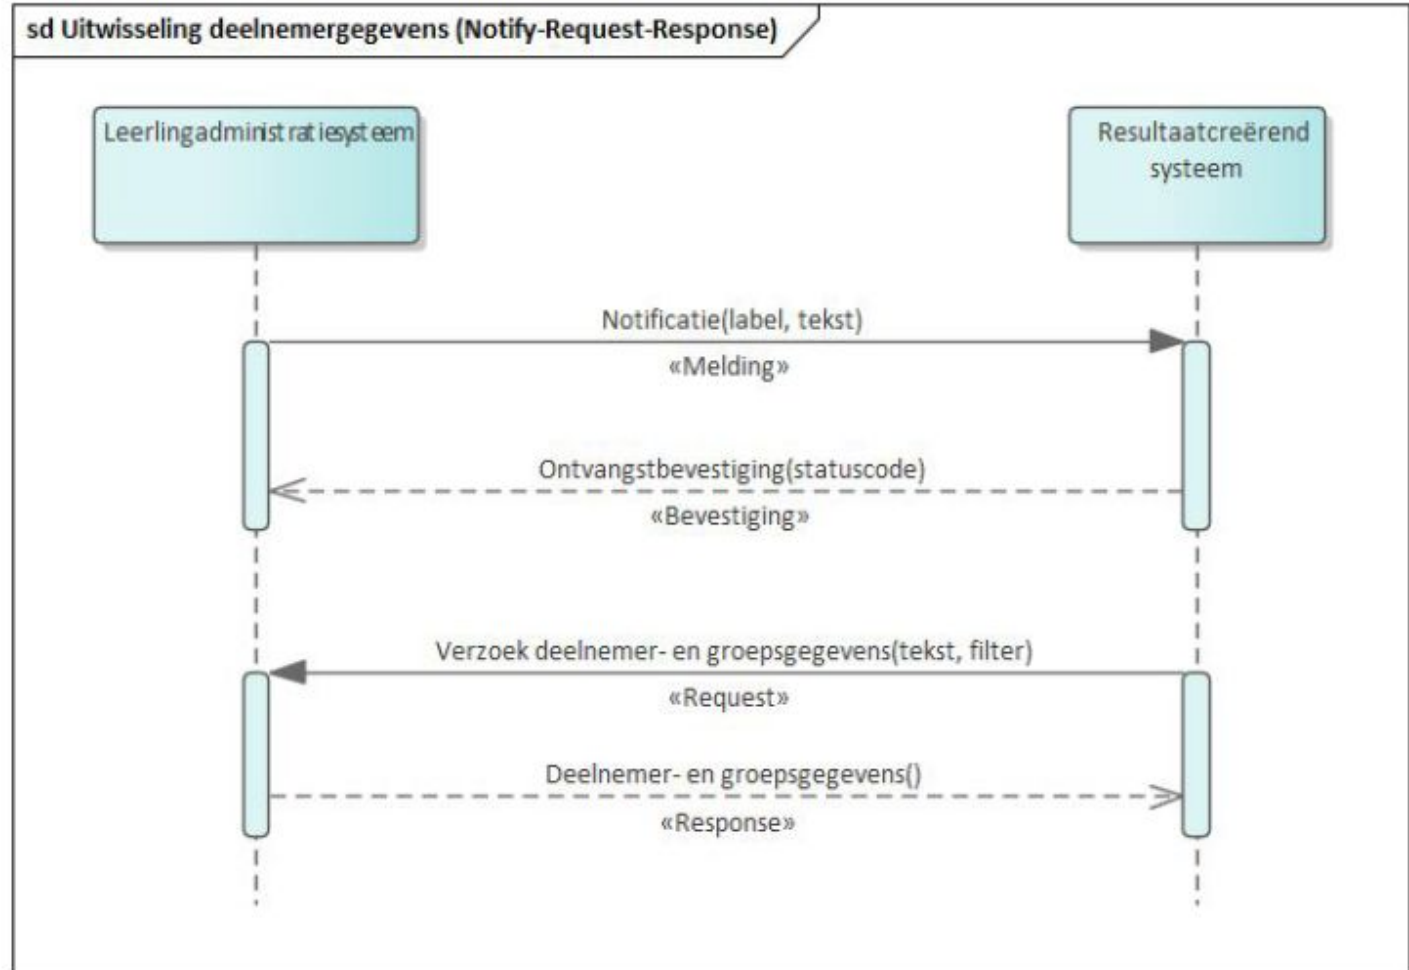 sd Uitwisseling deelnemergegevens (Notify-Request-Response)
Leerlingadministratiesysteem
Resultaatcreërend
systeem
Notificatie(label, tekst)
«Melding»
Ontvangstbevestiging(statuscode)
«Bevestiging»
Verzoek deelnemer- en groepsgegevens(tekst, filter)
«Request»
Deelnemer- en groepsgegevens()
«Response»